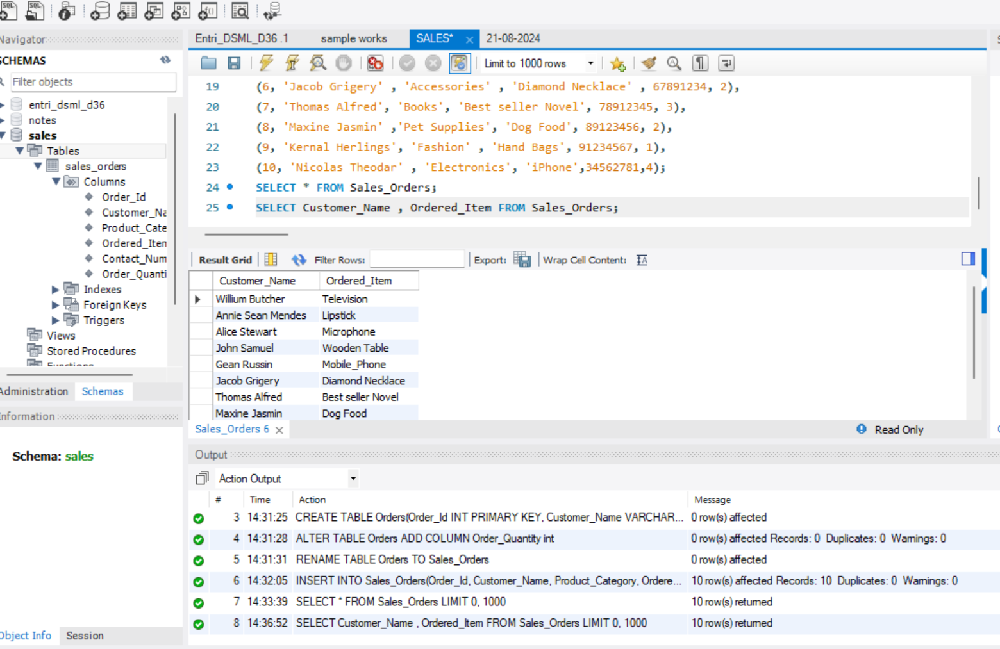 SQL SQL
Navigator
SCHEMAS
Filter objects
entri_dsml_d36
notes
sales
Tables
sales_orders
Columns
Order_Id
Customer_Na
Product_Cate
Ordered_Iten
Contact_Num
Order_Quanti
Indexes
Foreign Keys
Triggers
Views
Stored Procedures
Functions
Administration Schemas
Information
Schema: sales
Object Info Session
Entri_DSML_D36 .1 sample works SALES* 21-08-2024
Limit to 1000 rows
19 (6, 'Jacob Grigery' , 'Accessories' , 'Diamond Necklace' , 67891234, 2),
20 (7, 'Thomas Alfred', 'Books', 'Best seller Novel', 78912345, 3),
21 (8, 'Maxine Jasmin' ,'Pet Supplies', 'Dog Food', 89123456, 2),
22 (9, 'Kernal Herlings', 'Fashion' , 'Hand Bags', 91234567, 1),
23 (10, 'Nicolas Theodar' , 'Electronics', 'iPhone',34562781,4);
24 SELECT * FROM Sales_Orders;
25 SELECT Customer_Name , Ordered_Item FROM Sales_Orders;
Result Grid Filter Rows: Export: Wrap Cell Content:
Customer_Name Ordered_Item
Willium Butcher Television
Annie Sean Mendes Lipstick
Alice Stewart Microphone
John Samuel Wooden Table
Gean Russin Mobile_Phone
Jacob Grigery Diamond Necklace
Thomas Alfred Best seller Novel
Maxine Jasmin Dog Food
Sales_Orders 6 Read Only
Output
Action Output
# Time Action Message
3 14:31:25 CREATE TABLE Orders(Order_Id INT PRIMARY KEY, Customer_Name VARCHAR... 0 row(s) affected
4 14:31:28 ALTER TABLE Orders ADD COLUMN Order_Quantity int 0 row(s) affected Records: 0 Duplicates: 0 Warnings: 0
5 14:31:31 RENAME TABLE Orders TO Sales_Orders 0 row(s) affected
6 14:32:05 INSERT INTO Sales_Orders(Order_Id, Customer_Name, Product_Category, Ordere... 10 row(s) affected Records: 10 Duplicates: 0 Warnings: 0
7 14:33:39 SELECT * FROM Sales_Orders LIMIT 0, 1000 10 row(s) returned
8 14:36:52 SELECT Customer_Name , Ordered_Item FROM Sales_Orders LIMIT 0, 1000 10 row(s) returned